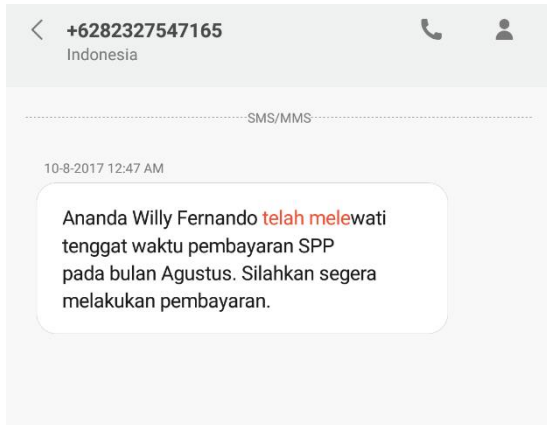 +6282327547165
Indonesia
SMS/MMS
10-8-2017 12:47 AM
Ananda Willy Fernando telah melewati
tenggat waktu pembayaran SPP
pada bulan Agustus. Silahkan segera
melakukan pembayaran.